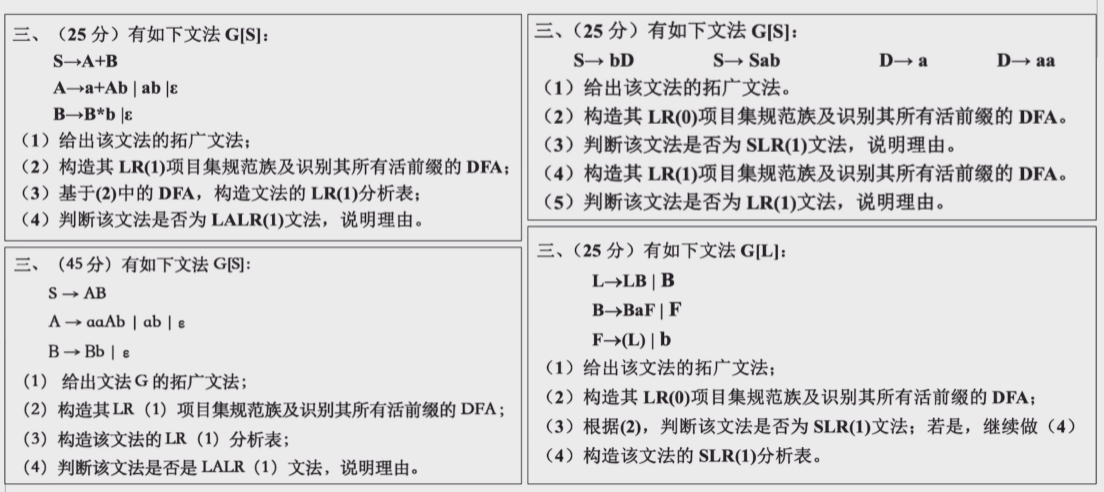 三、（25 分）有如下文法 G[S]：
S→A+B
A→a+Ab | ab |ε
B→B*b |ε
（1）给出该文法的拓广文法；
（2）构造其 LR(1)项目集规范族及识别其所有活前缀的 DFA；
（3）基于(2)中的 DFA，构造文法的 LR(1)分析表；
（4）判断该文法是否为 LALR(1)文法，说明理由。
三、（45 分）有如下文法 G[S]：
S → AB
A → aaAb | ab | ε
B → Bb | ε
（1） 给出文法 G 的拓广文法；
（2）构造其 LR（1）项目集规范族及识别其所有活前缀的 DFA；
（3）构造该文法的 LR（1）分析表；
（4）判断该文法是否是 LALR（1）文法，说明理由。
三、（25 分）有如下文法 G[S]：
S→ bD S→ Sab D→ a D→ aa
（1）给出该文法的拓广文法。
（2）构造其 LR(0)项目集规范族及识别其所有活前缀的 DFA。
（3）判断该文法是否为 SLR(1)文法，说明理由。
（4）构造其 LR(1)项目集规范族及识别其所有活前缀的 DFA。
（5）判断该文法是否为 LR(1)文法，说明理由。
三、（25 分）有如下文法 G[L]：
L→LB | B
B→BaF | F
F→(L) | b
（1）给出该文法的拓广文法；
（2）构造其 LR(0)项目集规范族及识别其所有活前缀的 DFA；
（3）根据(2)，判断该文法是否为 SLR(1)文法；若是，继续做（4）
（4）构造该文法的 SLR(1)分析表。